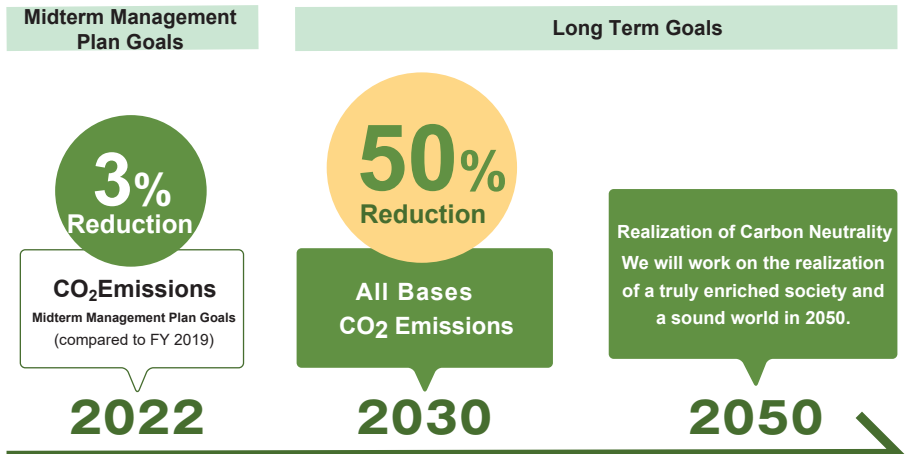 Midterm Management
Plan Goals
Long Term Goals
3%
Reduction
CO₂Emissions
Midterm Management Plan Goals
(compared to FY 2019)
2022
50%
Reduction
All Bases
CO₂ Emissions
2030
Realization of Carbon Neutrality
We will work on the realization
of a truly enriched society and
a sound world in 2050.
2050